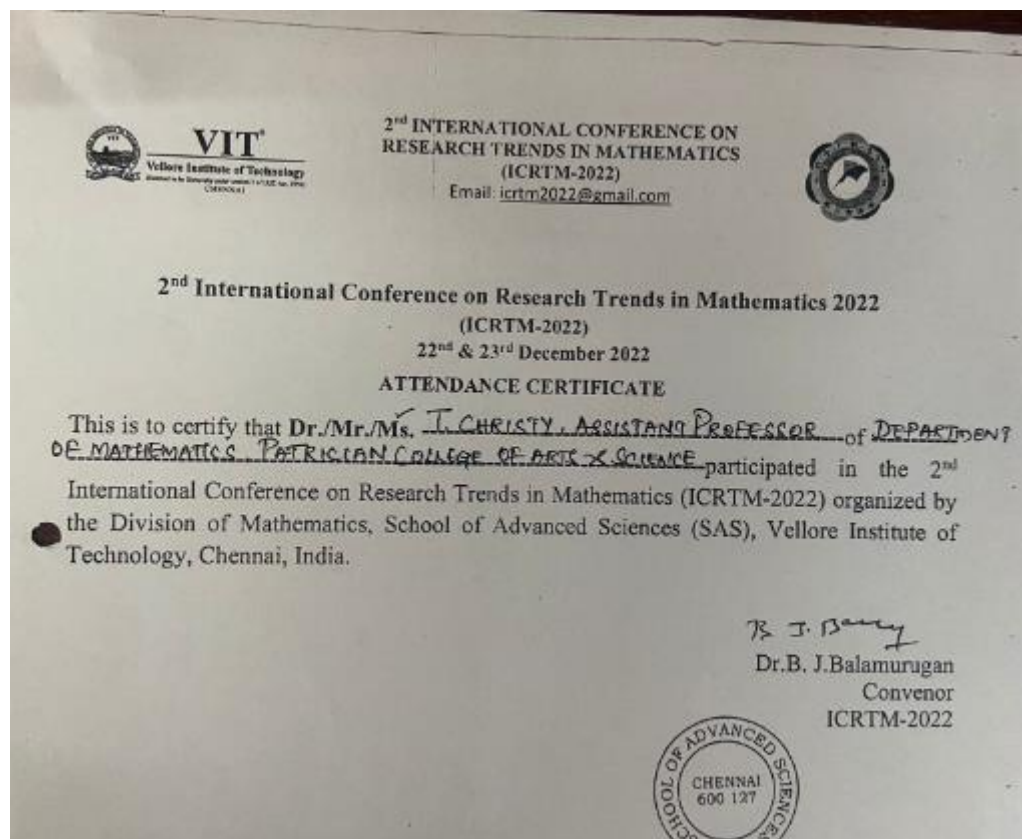 VIT
Vellore Institute of Technology
CHENNAI
2nd INTERNATIONAL CONFERENCE ON
RESEARCH TRENDS IN MATHEMATICS
(ICRTM-2022)
Email: icrtm2022@gmail.com
2nd International Conference on Research Trends in Mathematics 2022
(ICRTM-2022)
22nd & 23rd December 2022
ATTENDANCE CERTIFICATE
This is to certify that Dr./Mr./Ms. I. CHRISTY, ASSISTANT PROFESSOR of DEPARTMENT
OF MATHEMATICS, PATRICIAN COLLEGE OF ARTS & SCIENCE participated in the 2nd
International Conference on Research Trends in Mathematics (ICRTM-2022) organized by
the Division of Mathematics, School of Advanced Sciences (SAS), Vellore Institute of
Technology, Chennai, India.
Dr.B. J.Balamurugan
Convenor
ICRTM-2022
SCHOOL OF ADVANCED SCIENCES
CHENNAI
600 127